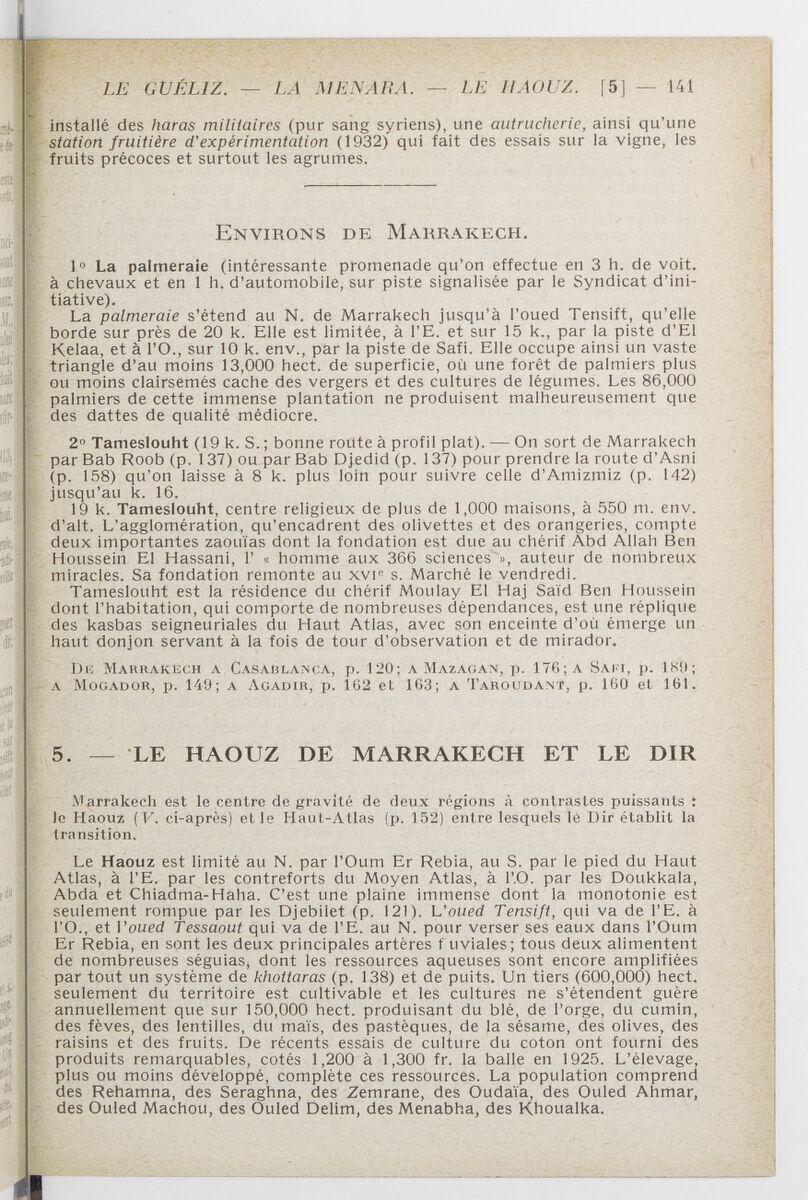 LE GUÉLIZ. — LA MENARA. — LE HAOUZ. [5] — 141
installé des haras militaires (pur sang syriens), une autrucherie, ainsi qu'une
station fruitière d'expérimentation (1932) qui fait des essais sur la vigne, les
fruits précoces et surtout les agrumes.
ENVIRONS DE MARRAKECH.
1° La palmeraie (intéressante promenade qu'on effectue en 3 h. de voit.
à chevaux et en 1 h. d'automobile, sur piste signalisée par le Syndicat d'ini-
tiative).
La palmeraie s'étend au N. de Marrakech jusqu'à l'oued Tensift, qu'elle
borde sur près de 20 k. Elle est limitée, à l'E. et sur 15 k., par la piste d'El
Kelaa, et à l'O., sur 10 k. env., par la piste de Safi. Elle occupe ainsi un vaste
triangle d'au moins 13,000 hect. de superficie, où une forêt de palmiers plus
ou moins clairsemés cache des vergers et des cultures de légumes. Les 86,000
palmiers de cette immense plantation ne produisent malheureusement que
des dattes de qualité médiocre.
2° Tameslouht (19 k. S.; bonne route à profil plat). — On sort de Marrakech
par Bab Roob (p. 137) ou par Bab Djedid (p. 137) pour prendre la route d'Asni
(p. 158) qu'on laisse à 8 k. plus loin pour suivre celle d'Amizmiz (p. 142)
jusqu'au k. 16.
19 k. Tameslouht, centre religieux de plus de 1,000 maisons, à 550 m. env.
d'alt. L'agglomération, qu'encadrent des olivettes et des orangeries, compte
deux importantes zaouïas dont la fondation est due au chérif Abd Allah Ben
Houssein El Hassani, l' « homme aux 366 sciences », auteur de nombreux
miracles. Sa fondation remonte au XVIe s. Marché le vendredi.
Tameslouht est la résidence du chérif Moulay El Haj Saïd Ben Houssein
dont l'habitation, qui comporte de nombreuses dépendances, est une réplique
des kasbas seigneuriales du Haut Atlas, avec son enceinte d'où émerge un
haut donjon servant à la fois de tour d'observation et de mirador.
DE MARRAKECH A CASABLANCA, p. 120; A MAZAGAN, p. 176; A SAFI, p. 189;
A MOGADOR, p. 149; A AGADIR, p. 162 et 163; A TAROUDANT, p. 160 et 161.
5. — LE HAOUZ DE MARRAKECH ET LE DIR
Marrakech est le centre de gravité de deux régions à contrastes puissants :
le Haouz (V. ci-après) et le Haut-Atlas (p. 152) entre lesquels le Dir établit la
transition.
Le Haouz est limité au N. par l'Oum Er Rebia, au S. par le pied du Haut
Atlas, à l'E. par les contreforts du Moyen Atlas, à l'O. par les Doukkala,
Abda et Chiadma-Haha. C'est une plaine immense dont la monotonie est
seulement rompue par les Djebilet (p. 121). L'oued Tensift, qui va de l'E. à
l'O., et l'oued Tessaout qui va de l'E. au N. pour verser ses eaux dans l'Oum
Er Rebia, en sont les deux principales artères f uviales; tous deux alimentent
de nombreuses séguias, dont les ressources aqueuses sont encore amplifiées
par tout un système de khottaras (p. 138) et de puits. Un tiers (600,000) hect.
seulement du territoire est cultivable et les cultures ne s'étendent guère
annuellement que sur 150,000 hect. produisant du blé, de l'orge, du cumin,
des fèves, des lentilles, du maïs, des pastèques, de la sésame, des olives, des
raisins et des fruits. De récents essais de culture du coton ont fourni des
produits remarquables, cotés 1,200 à 1,300 fr. la balle en 1925. L'élevage,
plus ou moins développé, complète ces ressources. La population comprend
des Rehamna, des Seraghna, des Zemrane, des Oudaïa, des Ouled Ahmar,
des Ouled Machou, des Ouled Delim, des Menabha, des Khoualka.